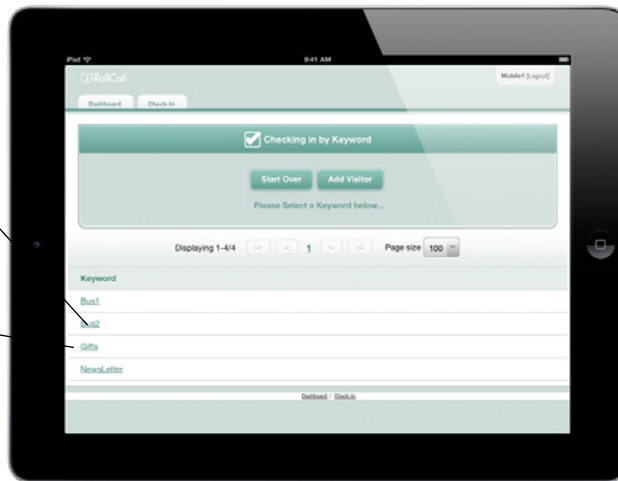 iPad 9:41 AM
RollCall Mobile1 [Logout]
Dashboard Check-In
Checking in by Keyword
Start Over Add Visitor
Please Select a Keyword below...
Displaying 1-4/4 |< < 1 > >| Page size 100
Keyword
Bus1
Bus2
Gifts
NewsLetter
Dashboard | Check-In